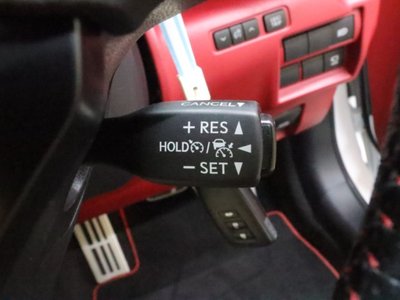 CANCEL▼
+ RES ▲
HOLD / ◄
− SET ▼